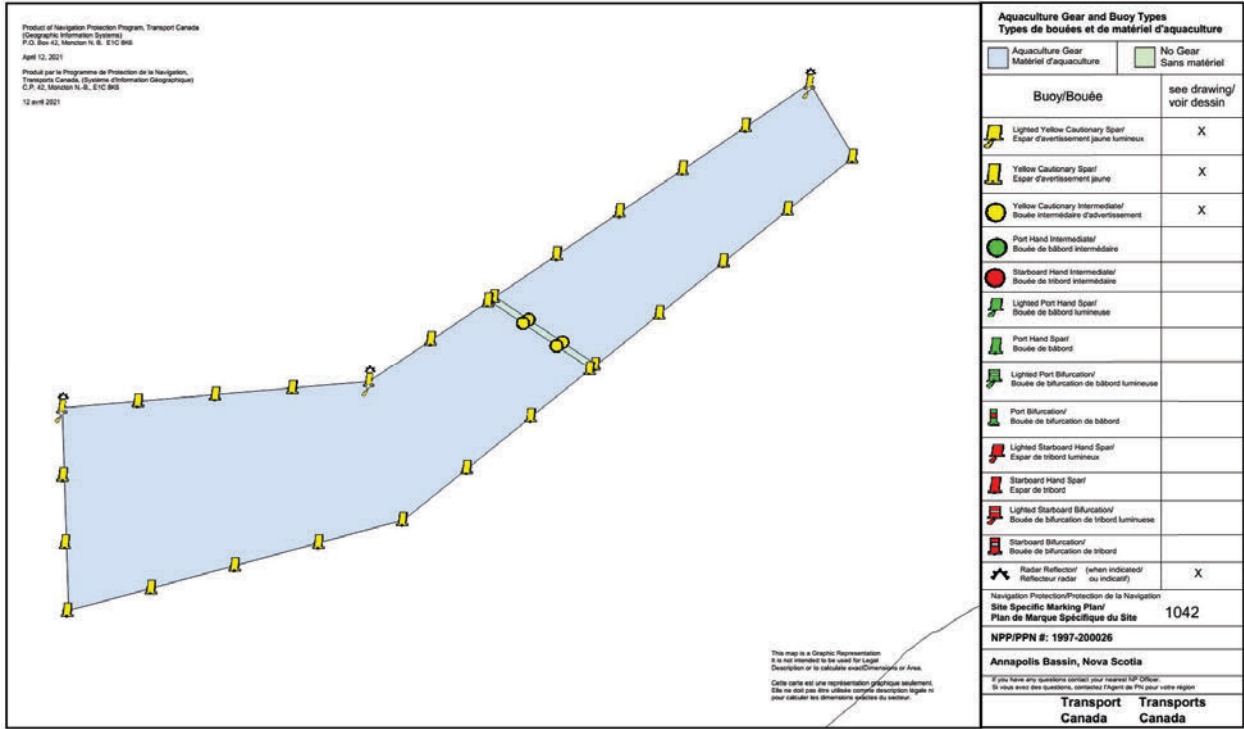 Product of Navigation Protection Program, Transport Canada
(Geographic Information Systems)
P.O. Box 42, Moncton N. B. E1C 8K6
April 12, 2021
Produit par le Programme de Protection de la Navigation,
Transports Canada, (Système d'Information Géographique)
C.P. 42, Moncton N.-B., E1C 8K6
12 avril 2021
This map is a Graphic Representation
It is not intended to be used for Legal
Description or to calculate exactDimensions or Area.
Cette carte est une représentation graphique seulement.
Elle ne doit pas être utilisée comme description légale ni
pour calculer les dimensions exactes du secteur.
Aquaculture Gear and Buoy Types
Types de bouées et de matériel d'aquaculture
Aquaculture Gear
Matériel d'aquaculture
No Gear
Sans matériel
Buoy/Bouée
see drawing/
voir dessin
Lighted Yellow Cautionary Spar/
Espar d'avertissement jaune lumineux
X
Yellow Cautionary Spar/
Espar d'avertissement jaune
X
Yellow Cautionary Intermediate/
Bouée intermédaire d'advertissement
X
Port Hand Intermediate/
Bouée de bâbord intermédaire
Starboard Hand Intermediate/
Bouée de tribord intermédaire
Lighted Port Hand Spar/
Bouée de bâbord lumineuse
Port Hand Spar/
Bouée de bâbord
Lighted Port Bifurcation/
Bouée de bifurcation de bâbord lumineuse
Port Bifurcation/
Bouée de bifurcation de bâbord
Lighted Starboard Hand Spar/
Espar de tribord lumineux
Starboard Hand Spar/
Espar de tribord
Lighted Starboard Bifurcation/
Bouée de bifurcation de tribord luminuese
Starboard Bifurcation/
Bouée de bifurcation de tribord
Radar Reflector/ (when indicated/
Réflecteur radar ou indicatif)
X
Navigation Protection/Protection de la Navigation
Site Specific Marking Plan/
Plan de Marque Spécifique du Site
1042
NPP/PPN #: 1997-200026
Annapolis Bassin, Nova Scotia
If you have any questions contact your nearest NP Officer.
Si vous avez des questions, contactez l'Agent de PN pour votre région
Transport Transports
Canada Canada